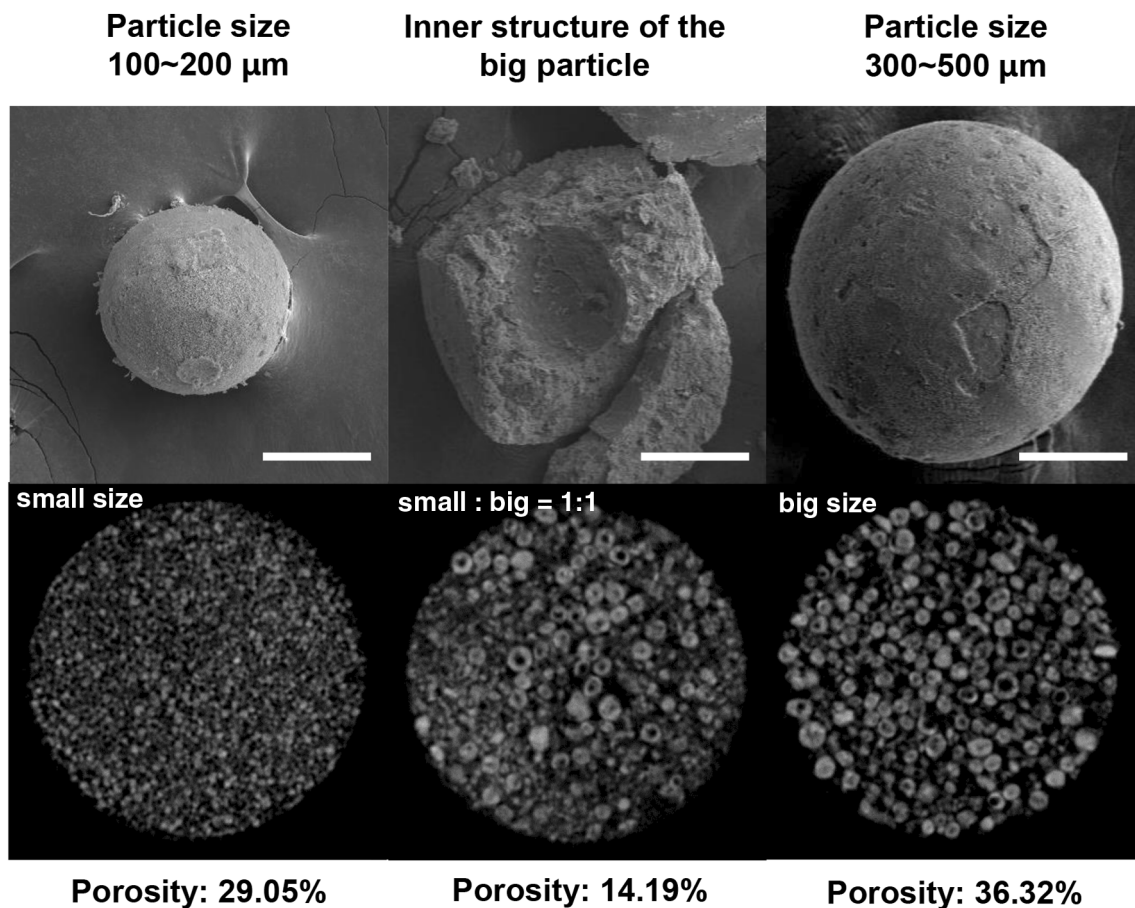 Particle size
100~200 μm
Inner structure of the
big particle
Particle size
300~500 μm
small size
small : big = 1:1
big size
Porosity: 29.05%
Porosity: 14.19%
Porosity: 36.32%